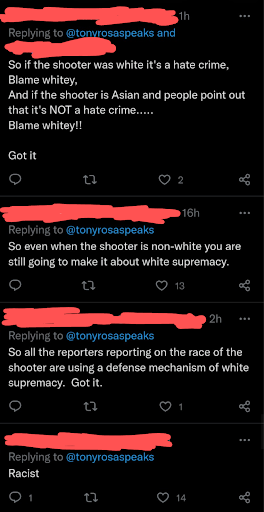 1h
Replying to @tonyrosaspeaks and
So if the shooter was white it's a hate crime,
Blame whitey,
And if the shooter is Asian and people point out
that it's NOT a hate crime.....
Blame whitey!!
Got it
2
16h
Replying to @tonyrosaspeaks
So even when the shooter is non-white you are
still going to make it about white supremacy.
13
2h
Replying to @tonyrosaspeaks
So all the reporters reporting on the race of the
shooter are using a defense mechanism of white
supremacy. Got it.
1
Replying to @tonyrosaspeaks
Racist
1 14